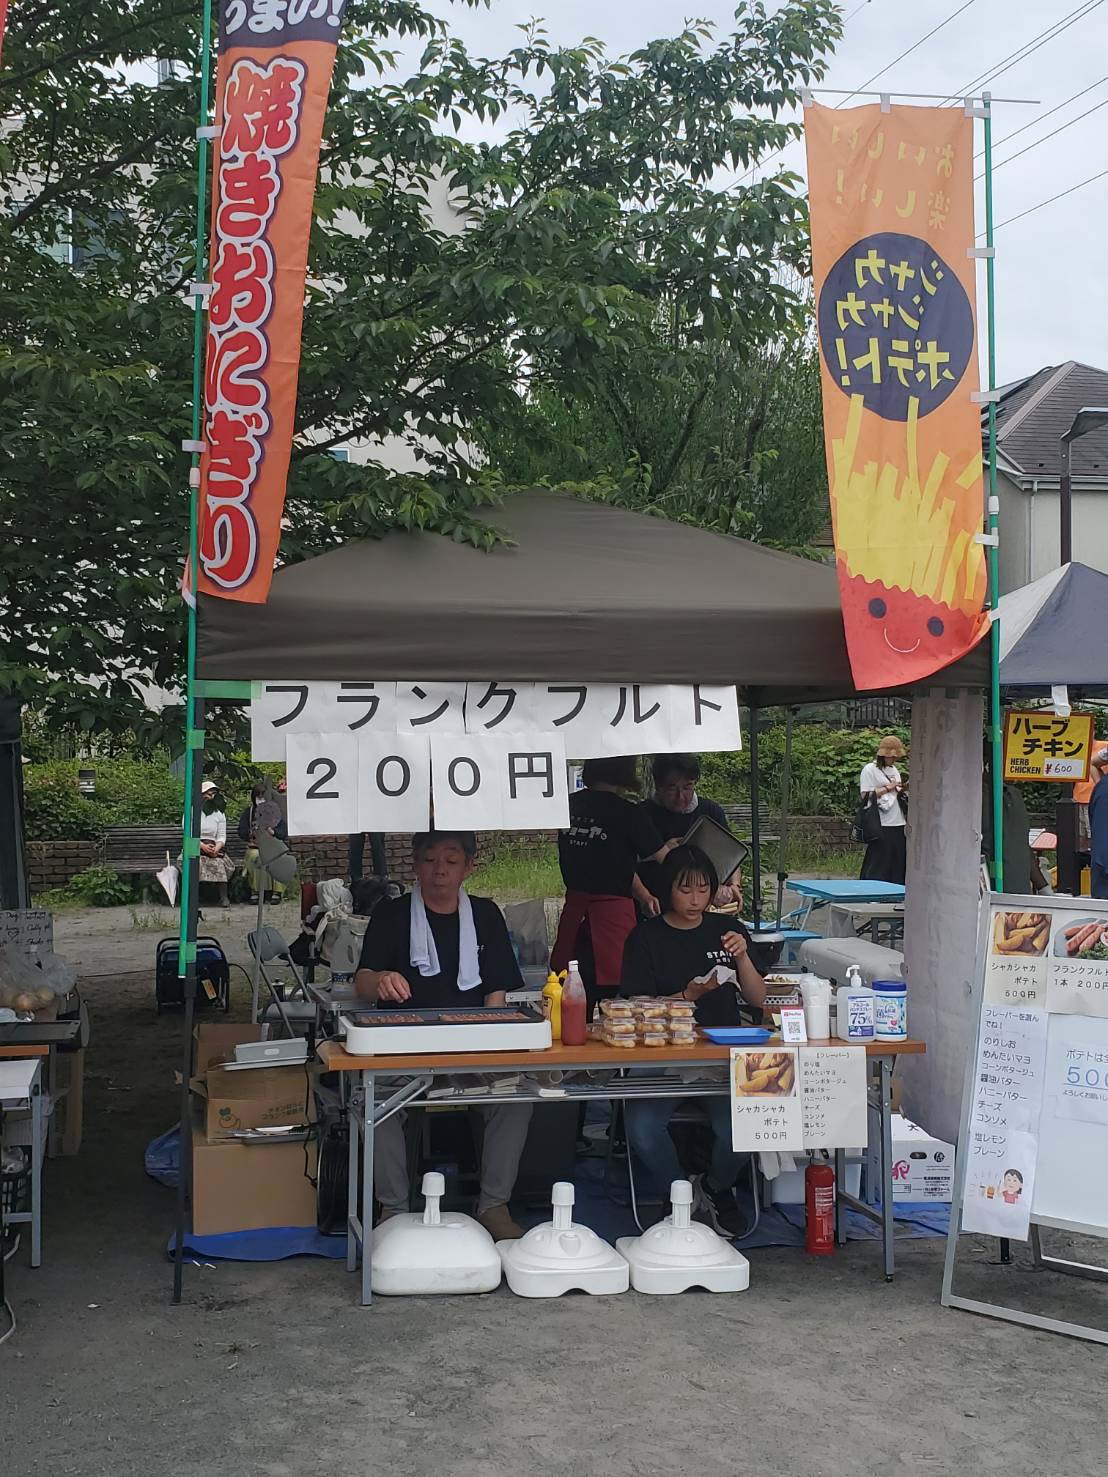 うまい!
焼きおにぎり
おいしい
楽しい!
シャカ
シャカ
ポテト!
フランクフルト
200円
ハーブ
チキン
HERB
CHICKEN ¥600
STAFF
75%
シャカシャカ
ポテト
500円
【フレーバー】
のり塩
めんたいマヨ
コーンポタージュ
醤油バター
ハニーバター
チーズ
コンソメ
塩レモン
プレーン
シャカシャカ
ポテト
500円
フランクフルト
1本 200円
フレーバーを選ん
でね!
のりしお
めんたいマヨ
コーンポタージュ
醤油バター
ハニーバター
チーズ
コンソメ
塩レモン
プレーン
ポテトは全
500